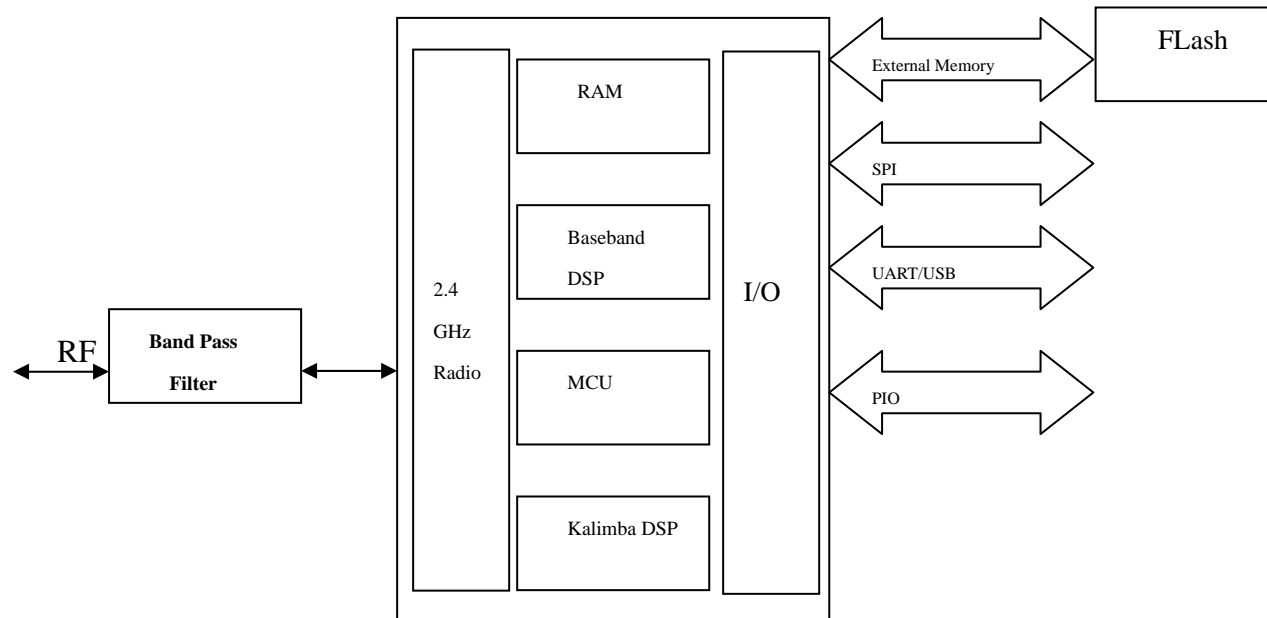 FLash
External Memory
RAM
SPI
Baseband
DSP
UART/USB
2.4
GHz
Radio
I/O
RF
Band Pass
Filter
MCU
PIO
Kalimba DSP